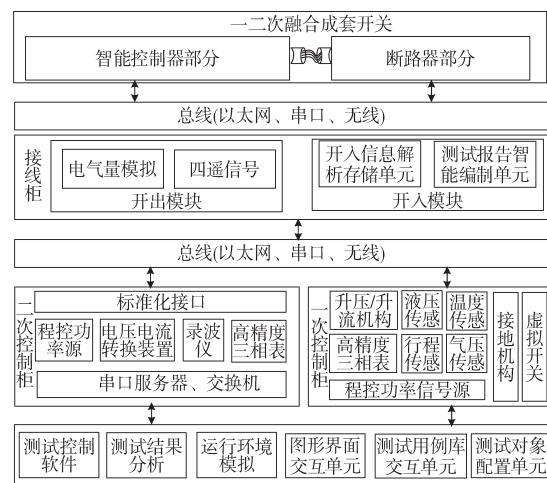 一二次融合成套开关
智能控制器部分
断路器部分
总线(以太网、串口、无线)
接线柜
电气量模拟
四遥信号
开出模块
开入信息解
析存储单元
测试报告智
能编制单元
开入模块
总线(以太网、串口、无线)
二次控制柜
标准化接口
程控功
率源
电压电流
转换装置
录波
仪
高精度
三相表
串口服务器、交换机
一次控制柜
升压/升
流机构
液压
传感
温度
传感
高精度
三相表
行程
传感
气压
传感
程控功率信号源
接地机构
虚拟开关
测试控制
软件
测试结果
分析
运行环境
模拟
图形界面
交互单元
测试用例库
交互单元
测试对象
配置单元